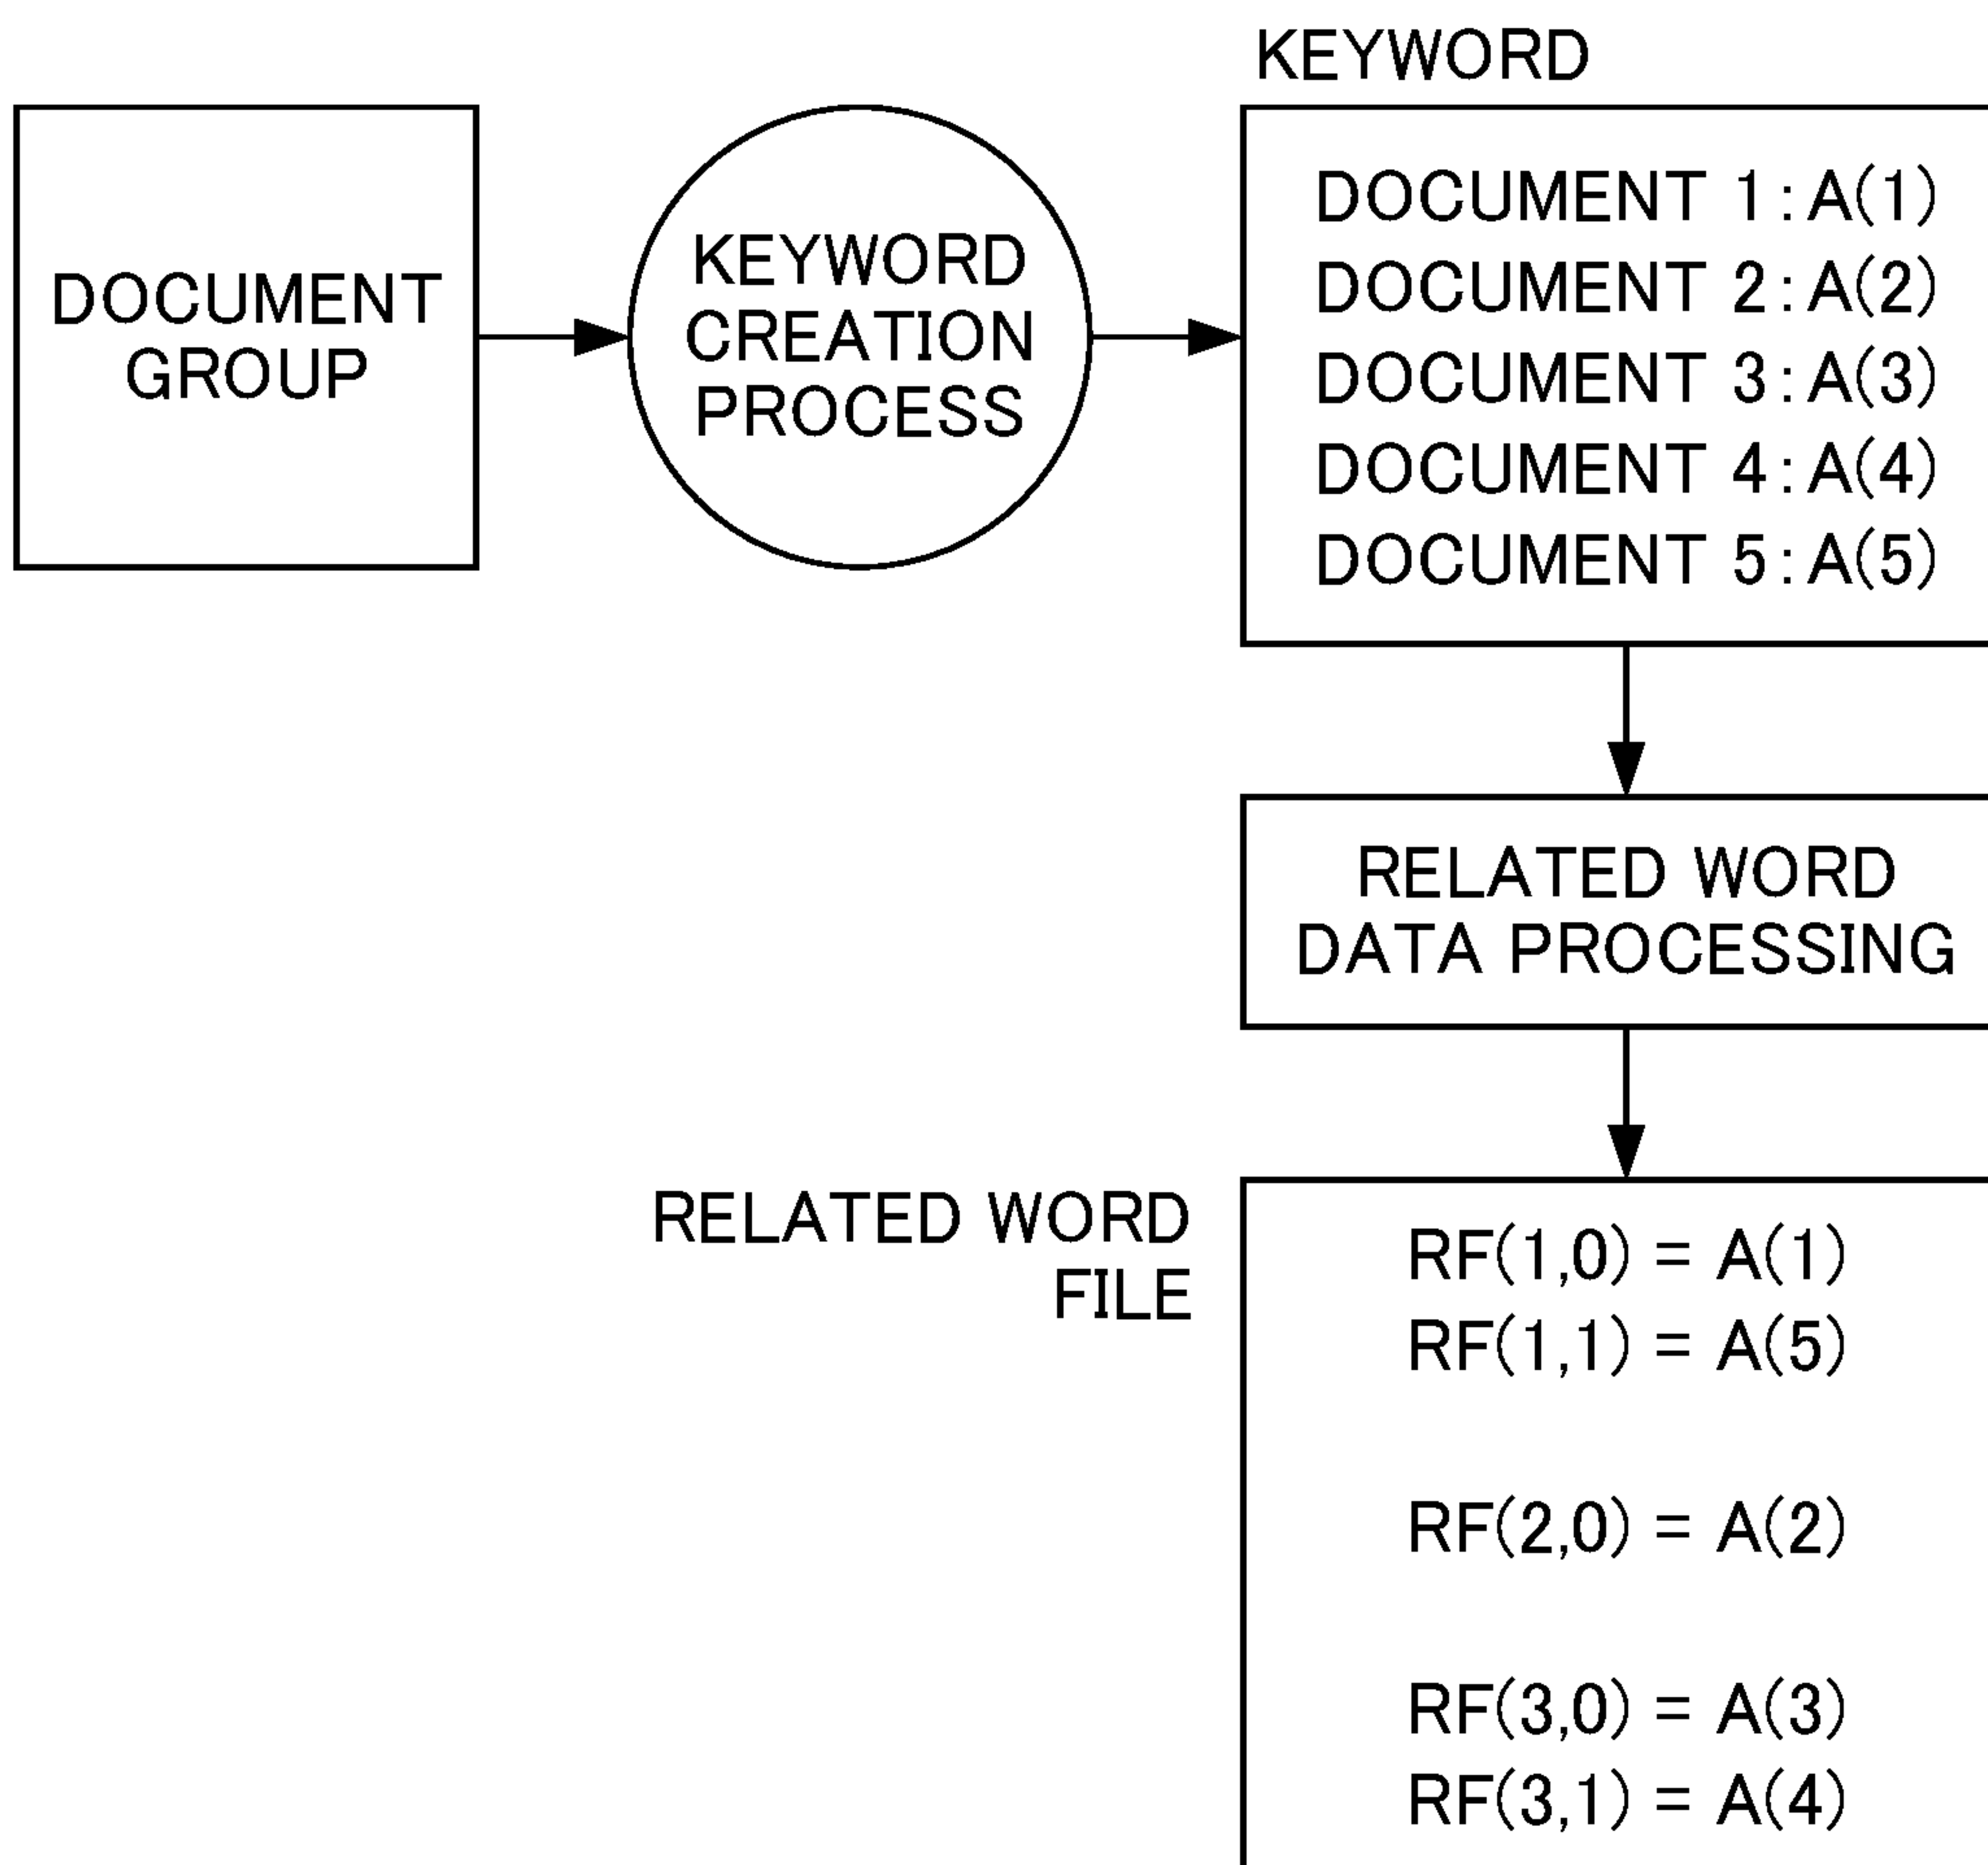 KEYWORD
DOCUMENT
GROUP
KEYWORD
CREATION
PROCESS
DOCUMENT 1:A(1)
DOCUMENT 2:A(2)
DOCUMENT 3:A(3)
DOCUMENT 4:A(4)
DOCUMENT 5:A(5)
RELATED WORD
DATA PROCESSING
RELATED WORD
FILE
RF(1,0) = A(1)
RF(1,1) = A(5)
RF(2,0) = A(2)
RF(3,0) = A(3)
RF(3,1) = A(4)